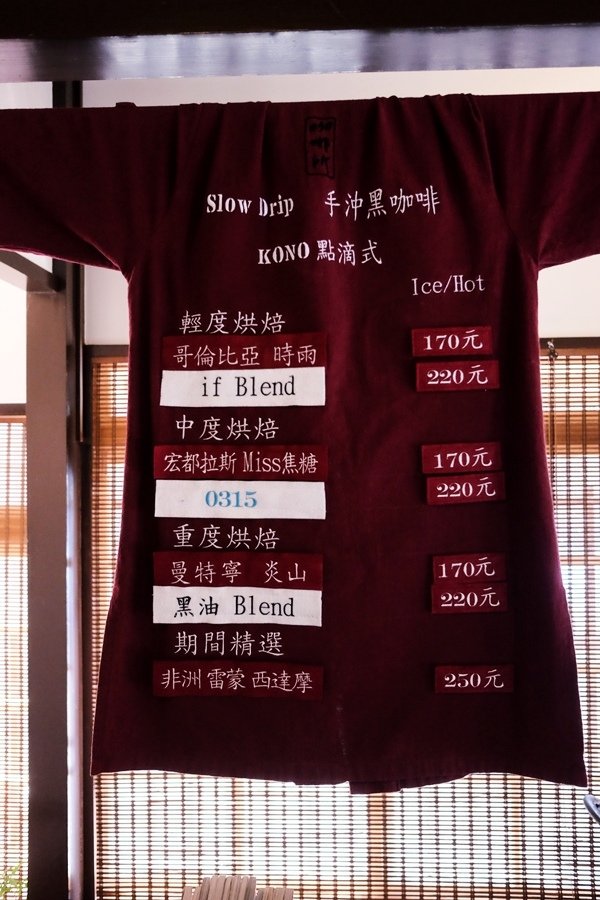 Slow Drip 手沖黑咖啡
KONO 點滴式
Ice/Hot
輕度烘焙
哥倫比亞 時雨 170元
if Blend 220元
中度烘焙
宏都拉斯 Miss焦糖 170元
0315 220元
重度烘焙
曼特寧 炎山 170元
黑油 Blend 220元
期間精選
非洲 雷蒙 西達摩 250元